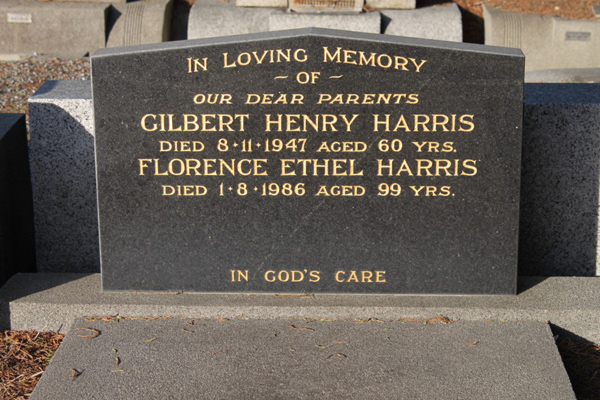 In Loving Memory
~ OF ~
OUR DEAR PARENTS
GILBERT HENRY HARRIS
DIED 8·11·1947 AGED 60 YRS.
FLORENCE ETHEL HARRIS
DIED 1·8·1986 AGED 99 YRS.
IN GOD'S CARE